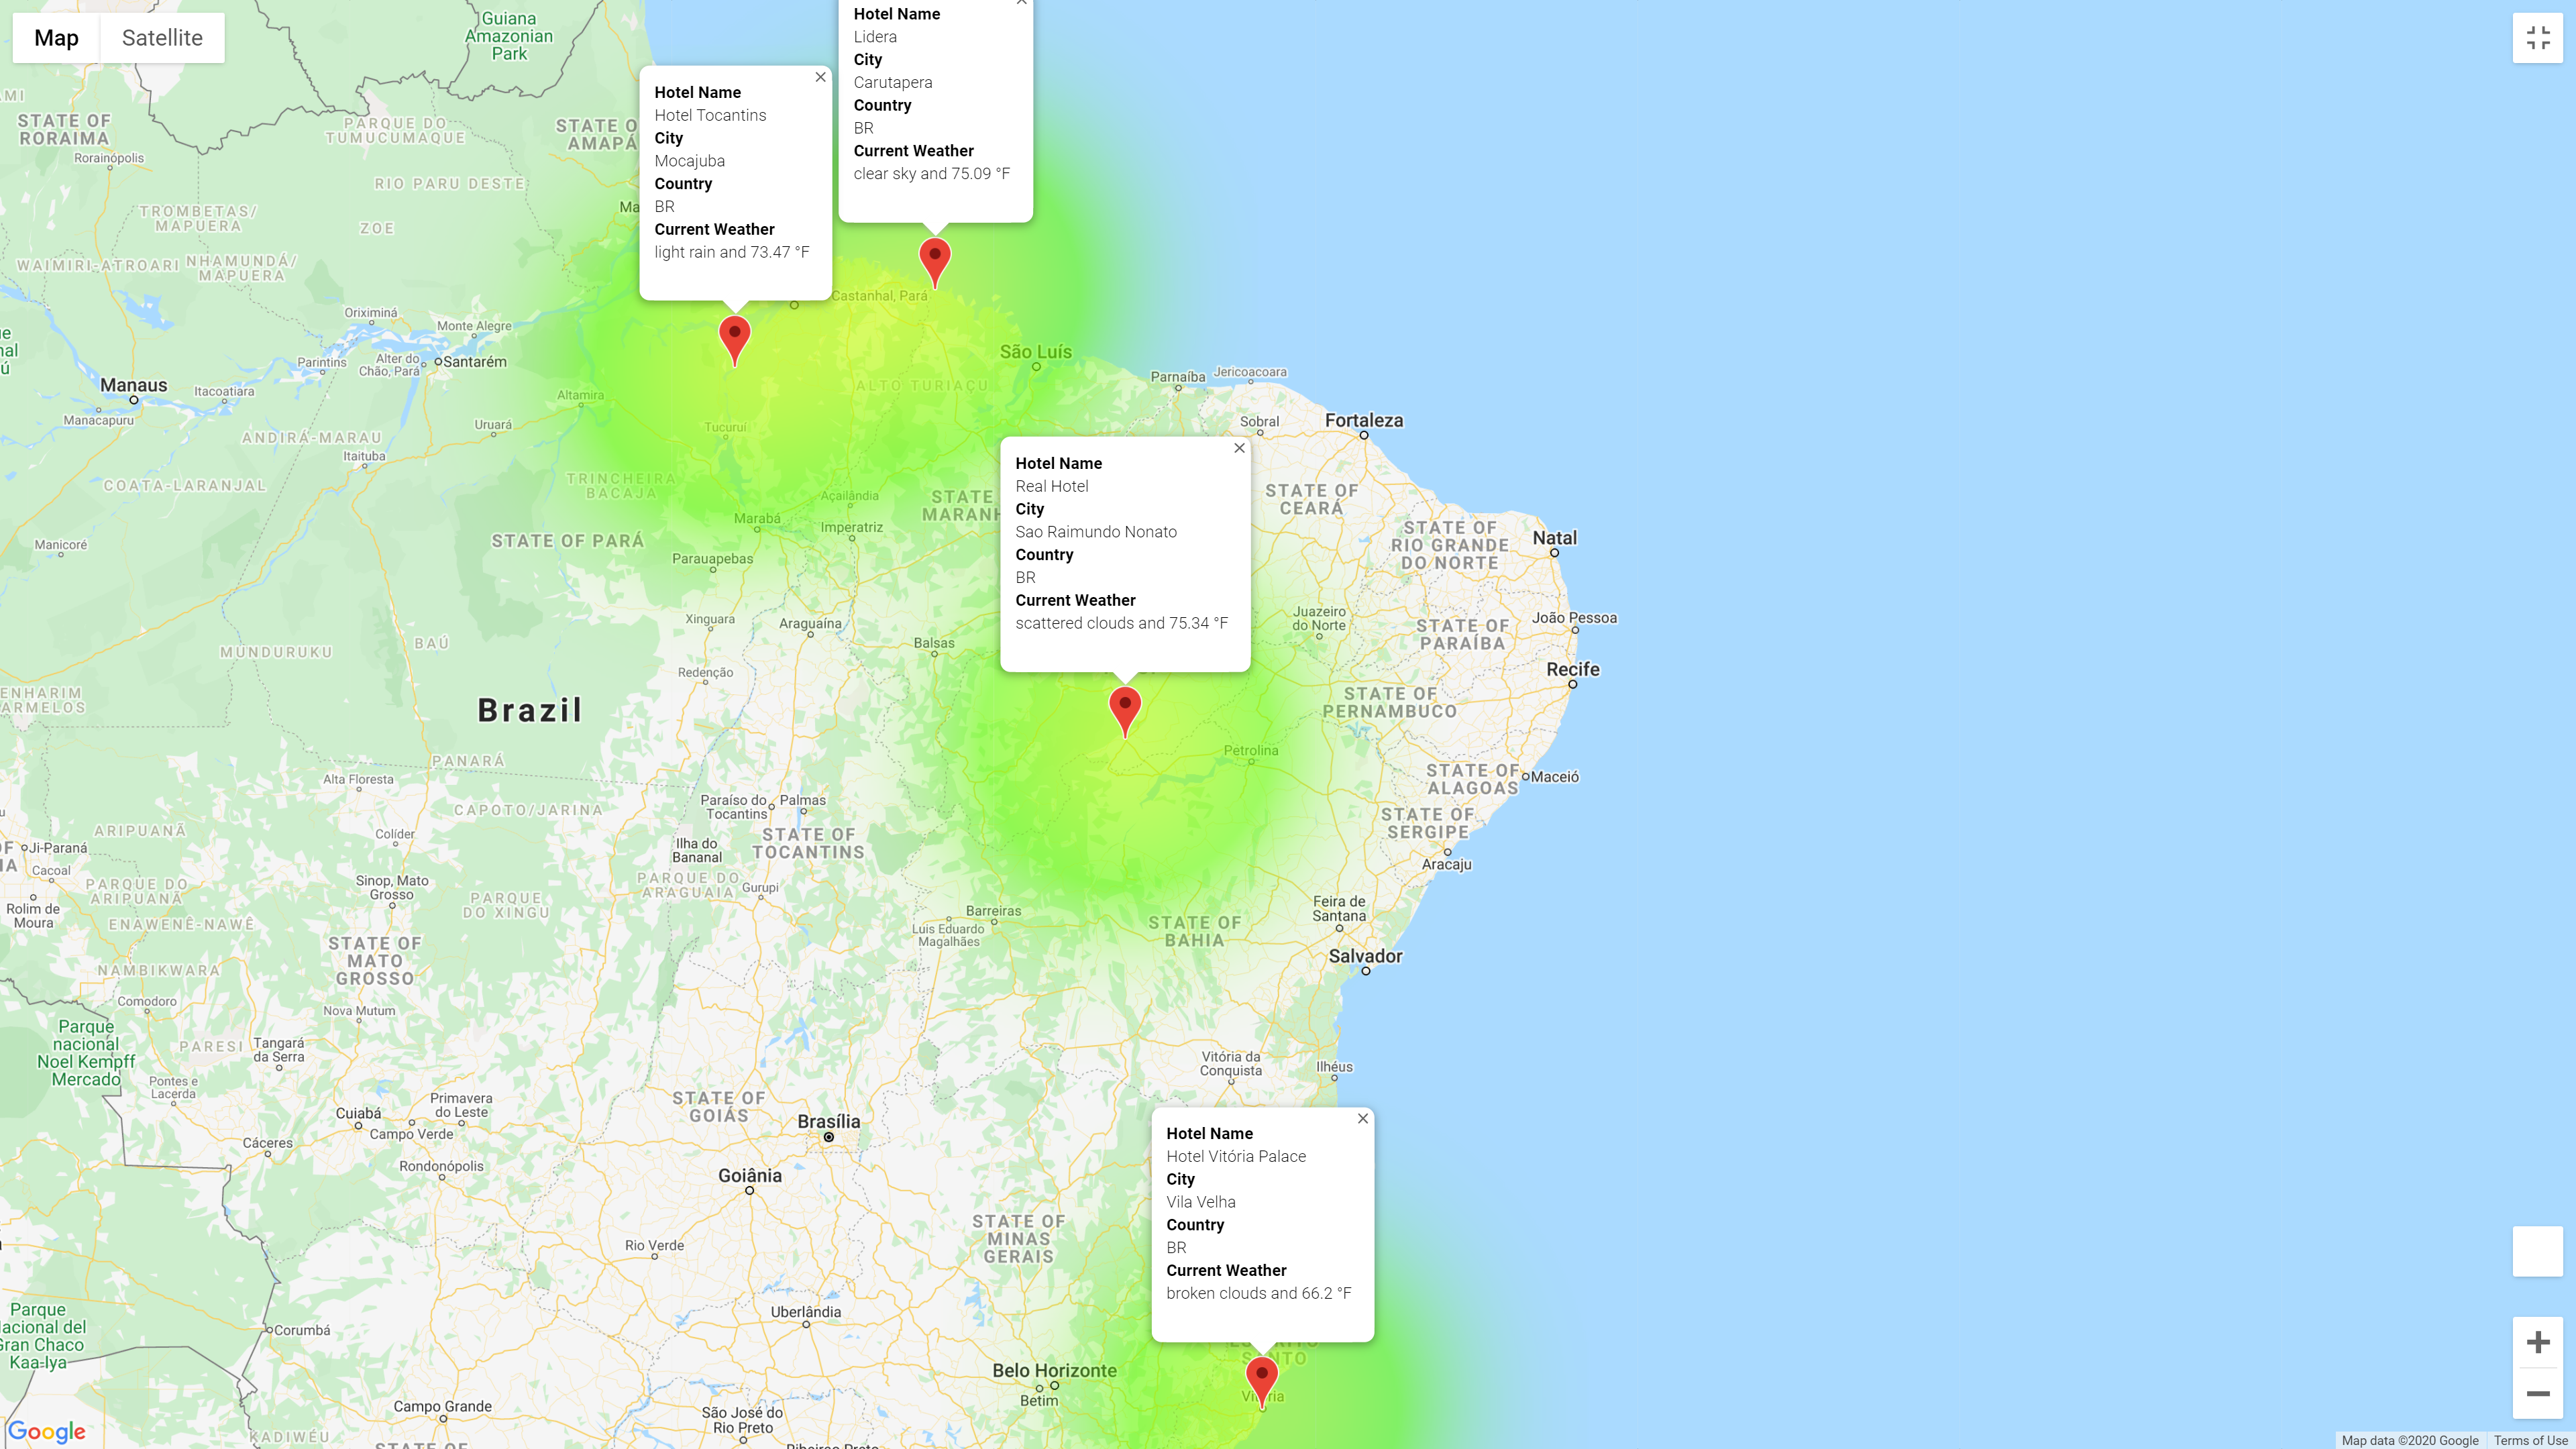 Map
Satellite
Guiana
Amazonian
Park
Hotel Name
Lidera
City
Carutapera
Country
BR
Current Weather
clear sky and 75.09 °F
Hotel Name
Hotel Tocantins
City
Mocajuba
Country
BR
Current Weather
light rain and 73.47 °F
STATE OF
RORAIMA
Rorainópolis
PARQUE DO
TUMUCUMAQUE
STATE O
AMAPÁ
RIO PARU DESTE
TROMBETAS/
MAPUERA
ZOE
Ma
WAIMIRI-ATROARI
NHAMUNDÁ/
MAPUERA
Castanhal, Pará
Oriximiná
Monte Alegre
Parintins
Alter do
Chão, Pará
Santarém
São Luís
Manaus
Itacoatiara
Manacapuru
Altamira
ALTO TURIAÇU
Parnaíba
Jericoacoara
Uruará
Tucuruí
Sobral
Fortaleza
ANDIRÁ-MARAU
Itaituba
COATA-LARANJAL
TRINCHEIRA
BACAJA
Açailândia
STATE
MARANH
STATE OF
CEARÁ
Hotel Name
Real Hotel
City
Sao Raimundo Nonato
Country
BR
Current Weather
scattered clouds and 75.34 °F
Marabá
Imperatriz
Manicoré
STATE OF PARÁ
Parauapebas
STATE OF
RIO GRANDE
DO NORTE
Natal
Xinguara
Araguaína
Balsas
Juazeiro
do Norte
STATE OF
PARAÍBA
João Pessoa
MUNDURUKU
BAÚ
Redenção
Recife
ENHARIM
ARMELOS
Brazil
STATE OF
PERNAMBUCO
PANARÁ
Petrolina
Alta Floresta
STATE OF
ALAGOAS
Maceió
CAPOTO/JARINA
Paraíso do
Tocantins
Palmas
ARIPUANÃ
Colíder
STATE OF
TOCANTINS
STATE OF
SERGIPE
Ji-Paraná
Ilha do
Bananal
Aracaju
Cacoal
PARQUE DO
ARIPUANÃ
Sinop, Mato
Grosso
PARQUE DO
ARAGUAIA
Gurupi
Rolim de
Moura
PARQUE
DO XINGU
ENAWENÊ-NAWÊ
Barreiras
Feira de
Santana
Luís Eduardo
Magalhães
STATE OF
BAHIA
STATE OF
MATO
GROSSO
Salvador
NAMBIKWARA
Comodoro
Nova Mutum
Parque
nacional
Noel Kempff
Mercado
PARESI
Tangará
da Serra
Vitória da
Conquista
Ilhéus
Pontes e
Lacerda
Primavera
do Leste
STATE OF
GOIÁS
Cuiabá
Campo Verde
Brasília
Cáceres
Rondonópolis
Goiânia
Hotel Name
Hotel Vitória Palace
City
Vila Velha
Country
BR
Current Weather
broken clouds and 66.2 °F
STATE OF
MINAS
GERAIS
Rio Verde
Parque
acional del
Gran Chaco
Kaa-Iya
Uberlândia
Corumbá
Belo Horizonte
Betim
Campo Grande
São José do
Rio Preto
KADIWÉU
STATE OF
Ribeirao Preto
Google
Map data ©2020 Google
Terms of Use